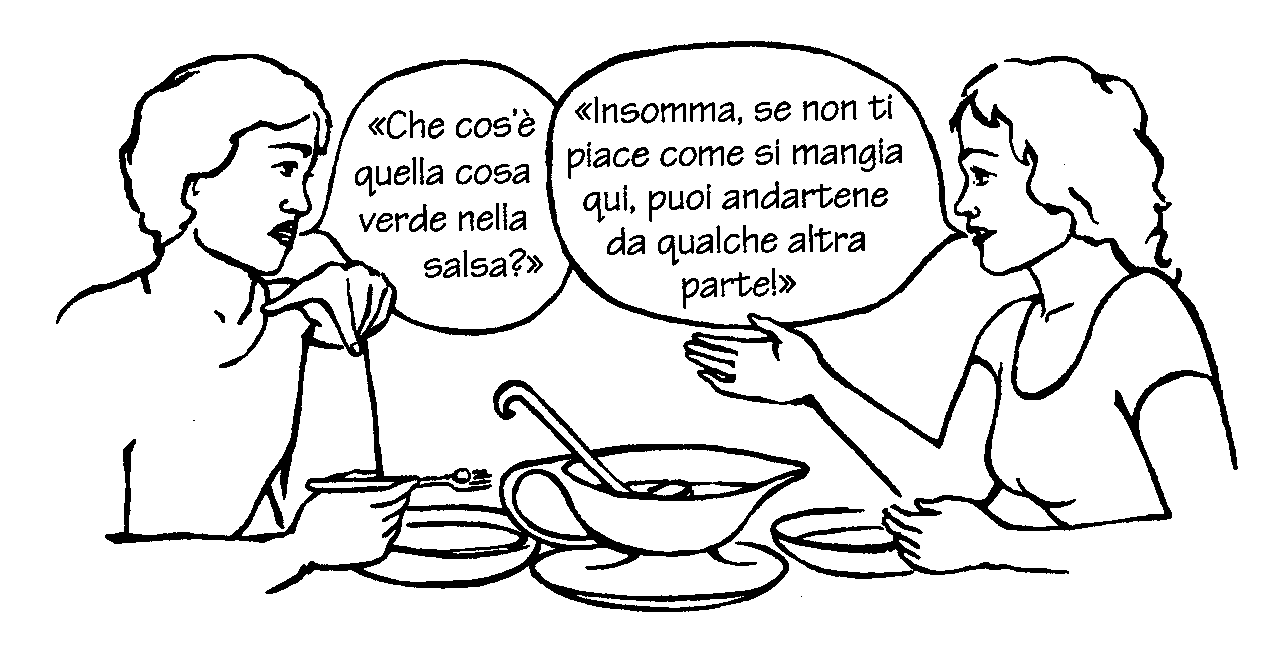 «Che cos'è
quella cosa
verde nella
salsa?»
«Insomma, se non ti
piace come si mangia
qui, puoi andartene
da qualche altra
parte!»